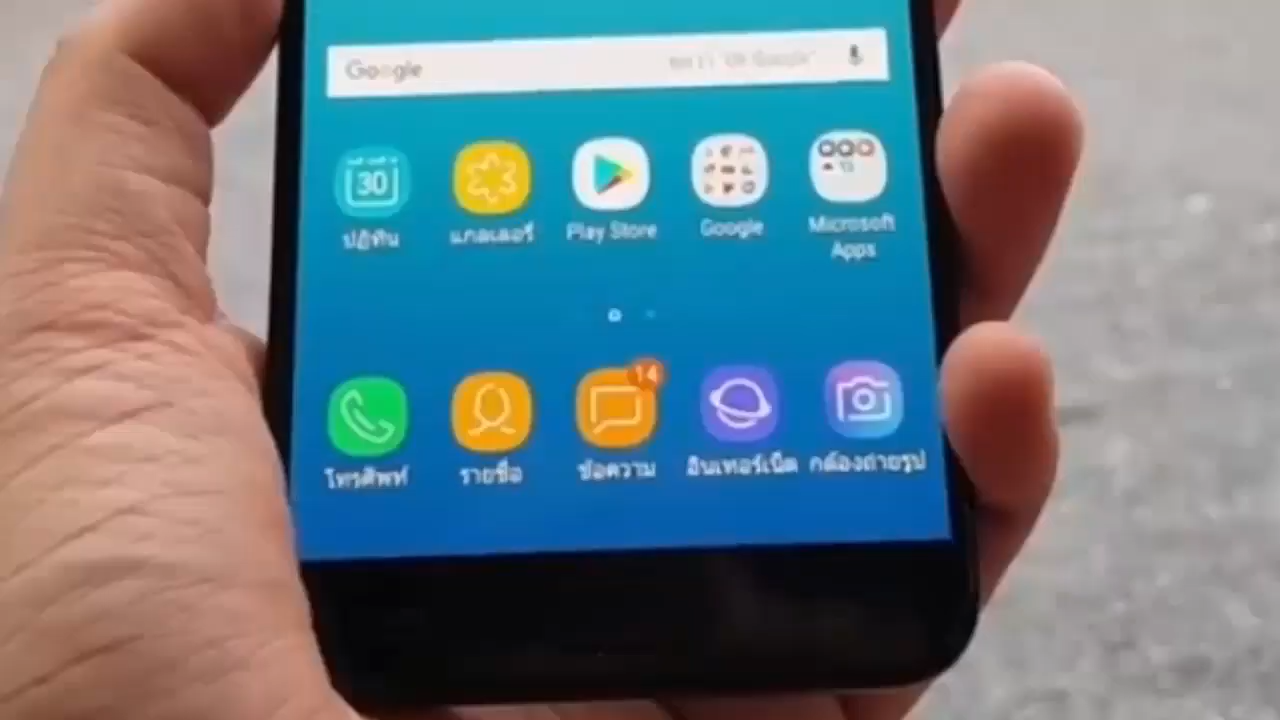 Google
30
ปฏิทิน
แกลเลอรี่
Play Store
Google
Microsoft
Apps
14
โทรศัพท์
รายชื่อ
ข้อความ
อินเทอร์เน็ต
กล้องถ่ายรูป